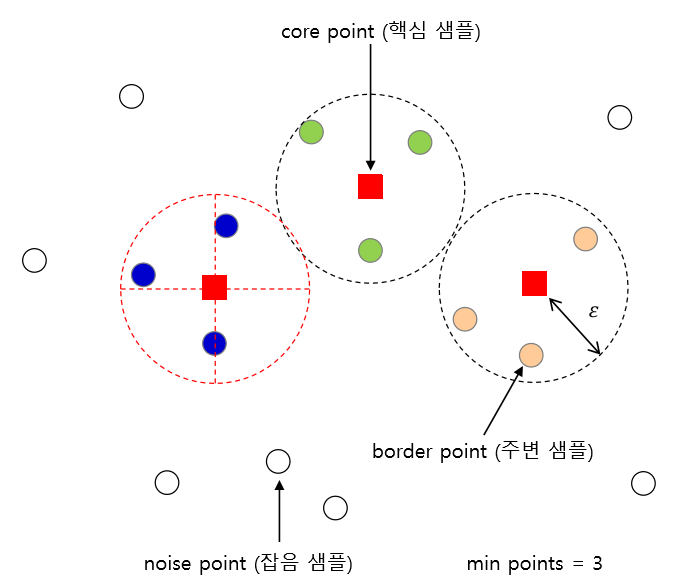 core point (핵심 샘플)
ε
border point (주변 샘플)
noise point (잡음 샘플)
min points = 3